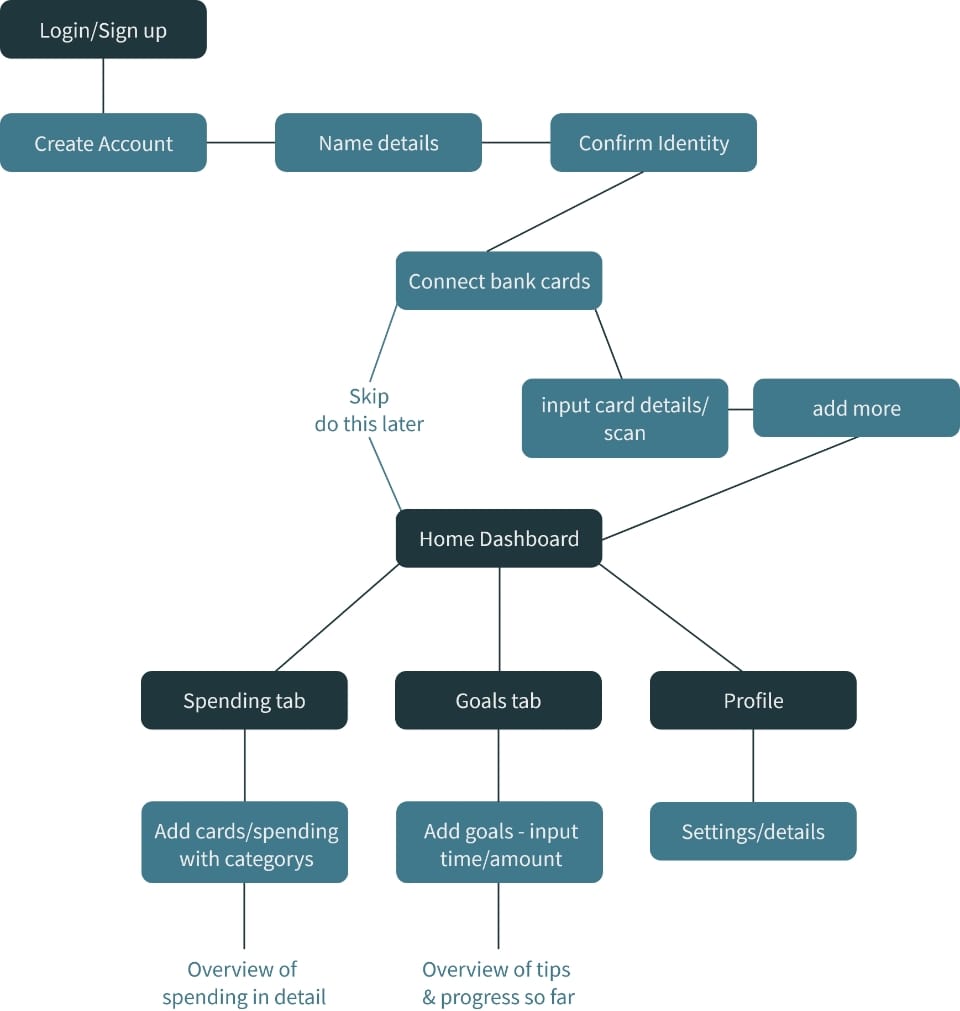 Login/Sign up
Create Account
Name details
Confirm Identity
Connect bank cards
Skip
do this later
input card details/
scan
add more
Home Dashboard
Spending tab
Goals tab
Profile
Add cards/spending
with categorys
Add goals - input
time/amount
Settings/details
Overview of
spending in detail
Overview of tips
& progress so far